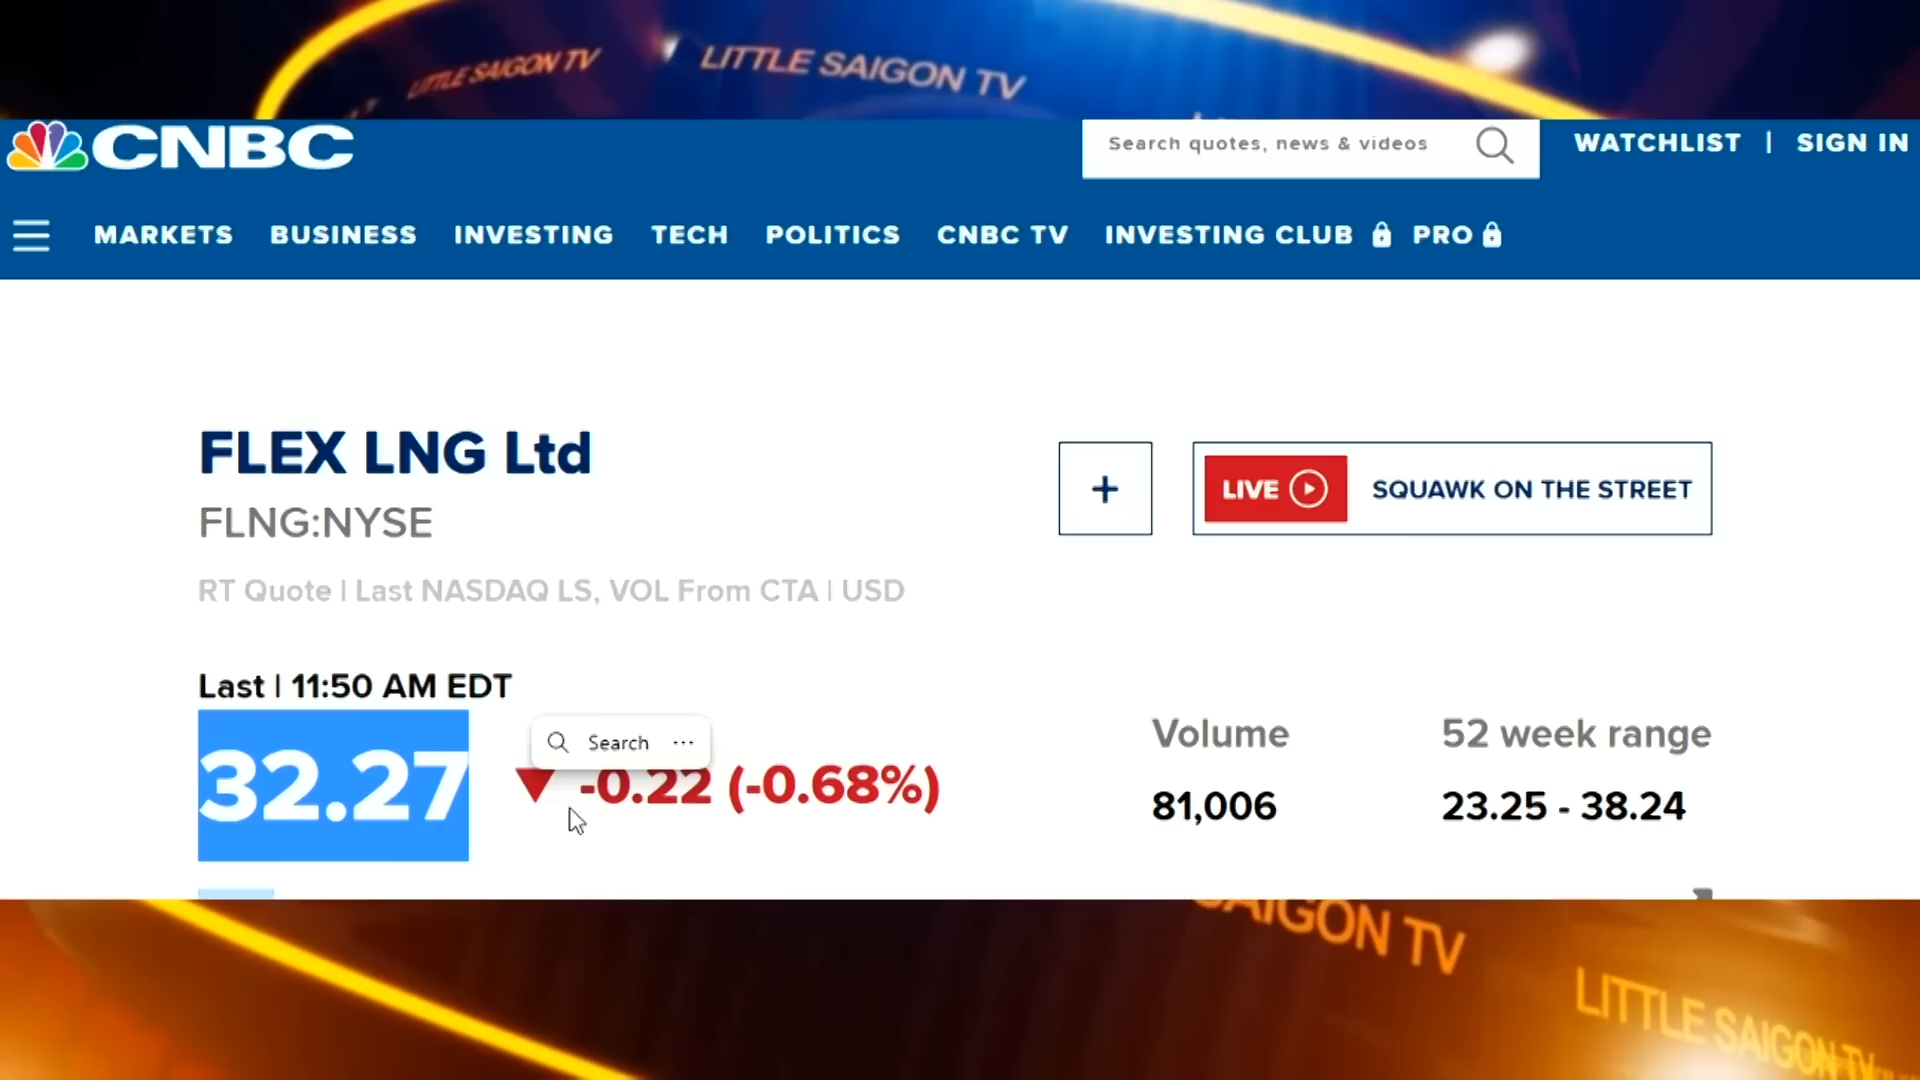 LITTLE SAIGON TV
LITTLE SAIGON TV
CNBC
Search quotes, news & videos
WATCHLIST | SIGN IN
MARKETS BUSINESS INVESTING TECH POLITICS CNBC TV INVESTING CLUB PRO
FLEX LNG Ltd
FLNG:NYSE
+
LIVE SQUAWK ON THE STREET
RT Quote | Last NASDAQ LS, VOL From CTA | USD
Last | 11:50 AM EDT
Search ...
Volume
52 week range
32.27
-0.22 (-0.68%)
81,006
23.25 - 38.24
SAIGON TV
LITTLE SAIGON TV